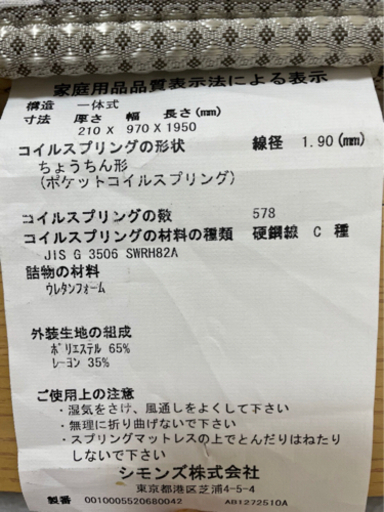 家庭用品品質表示法による表示
構造 一体式
寸法 厚さ 幅 長さ(mm)
210 X 970 X 1950
コイルスプリングの形状 線径 1.90(mm)
ちょうちん形
(ポケットコイルスプリング)
コイルスプリングの数 578
コイルスプリングの材料の種類 硬鋼線 C 種
JIS G 3506 SWRH82A
詰物の材料
ウレタンフォーム
外装生地の組成
ポリエステル 65%
レーヨン 35%
ご使用上の注意
・湿気をさけ、風通しをよくして下さい
・無理に折り曲げないで下さい
・スプリングマットレスの上でとんだりはねたり
しないで下さい
シモンズ株式会社
東京都港区芝浦4-5-4
製番 0010005520680042 AB1272510A